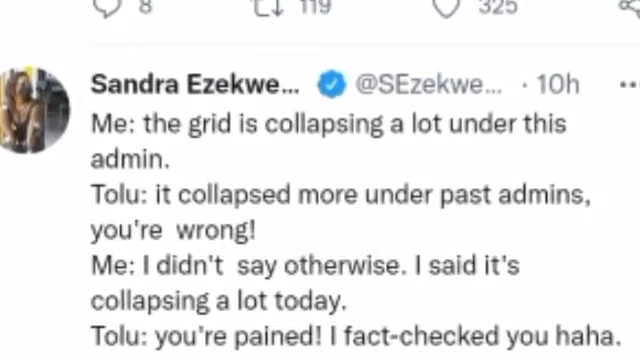 8 119 325
Sandra Ezekwe... @SEzekwe... · 10h ...
Me: the grid is collapsing a lot under this
admin.
Tolu: it collapsed more under past admins,
you're wrong!
Me: I didn't say otherwise. I said it's
collapsing a lot today.
Tolu: you're pained! I fact-checked you haha.